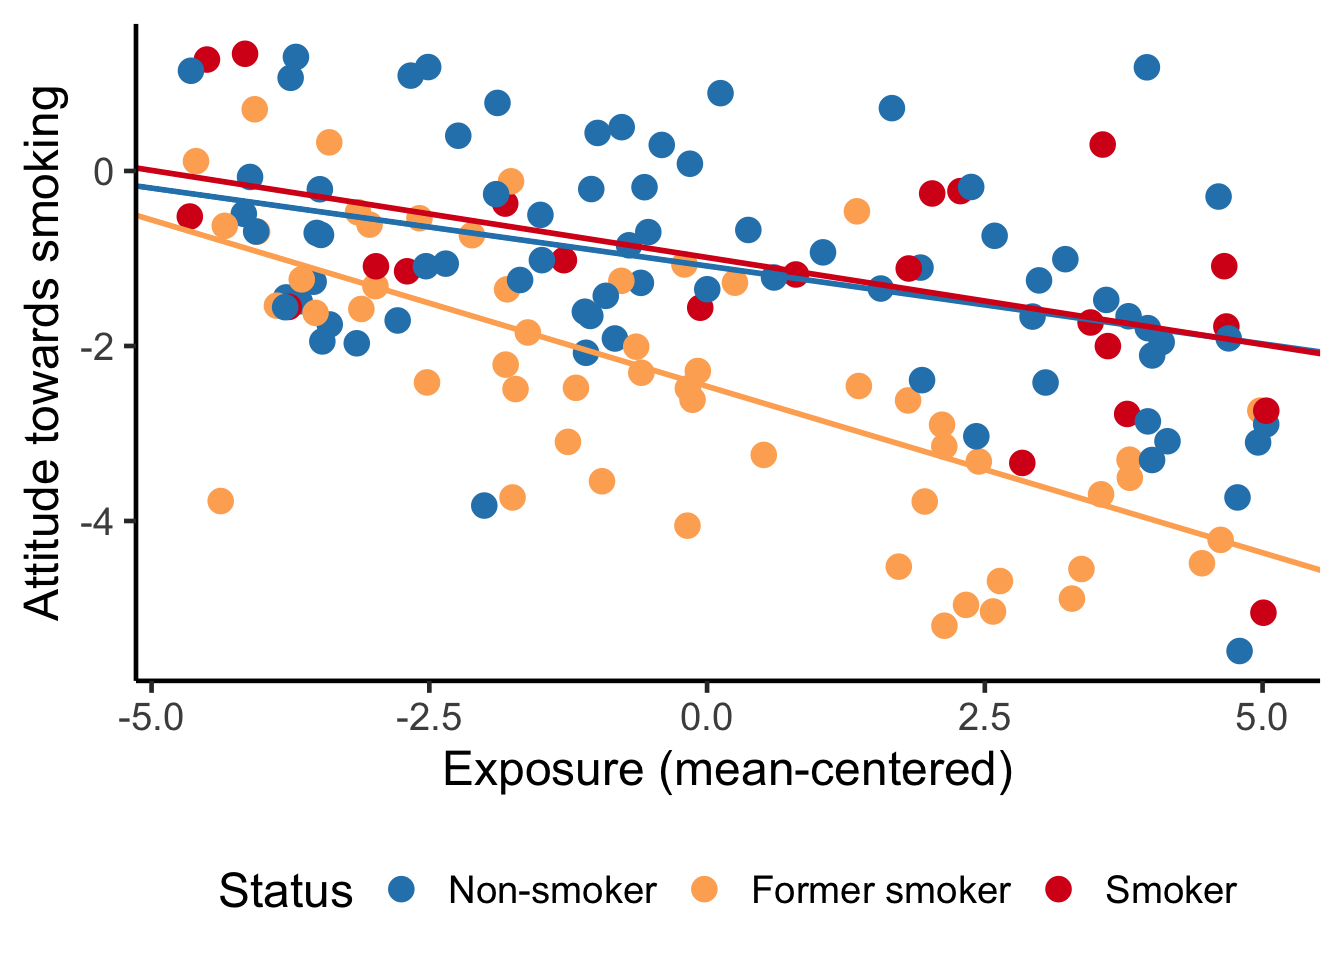 Attitude towards smoking
0
-2
-4
-5.0 -2.5 0.0 2.5 5.0
Exposure (mean-centered)
Status Non-smoker Former smoker Smoker